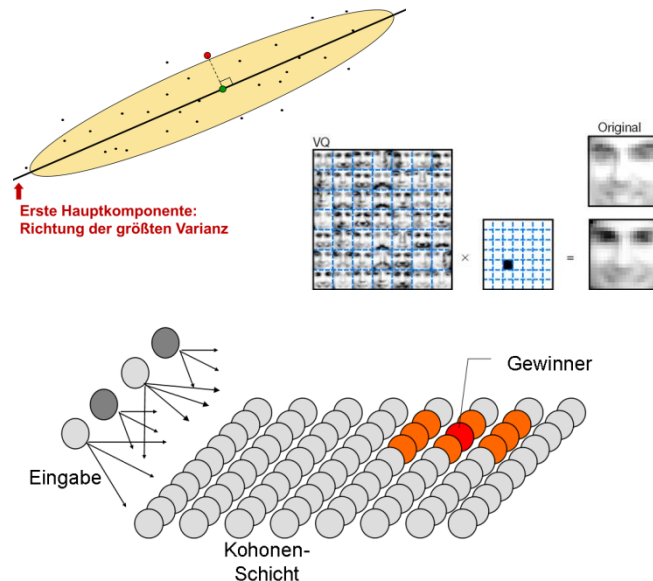 Erste Hauptkomponente:
Richtung der größten Varianz
VQ
Original
×
=
Gewinner
Eingabe
Kohonen-
Schicht